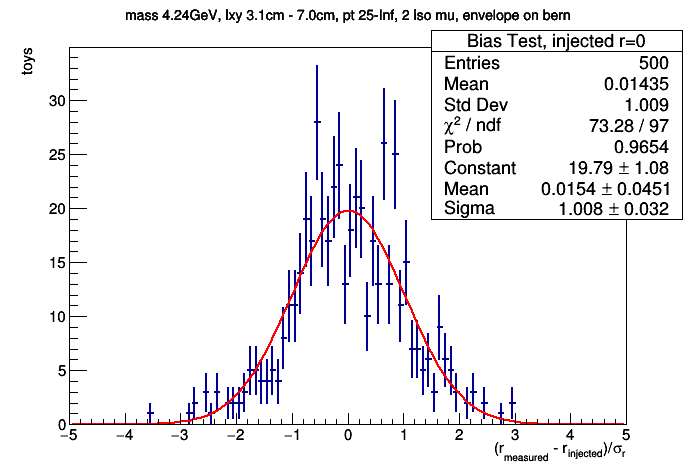 mass 4.24GeV, lxy 3.1cm - 7.0cm, pt 25-Inf, 2 Iso mu, envelope on bern
Bias Test, injected r=0
Entries 500
Mean 0.01435
Std Dev 1.009
χ² / ndf 73.28 / 97
Prob 0.9654
Constant 19.79 ± 1.08
Mean 0.0154 ± 0.0451
Sigma 1.008 ± 0.032
toys
30
25
20
15
10
5
0
−5 −4 −3 −2 −1 0 1 2 3 4 5
(r_measured - r_injected)/σ_r